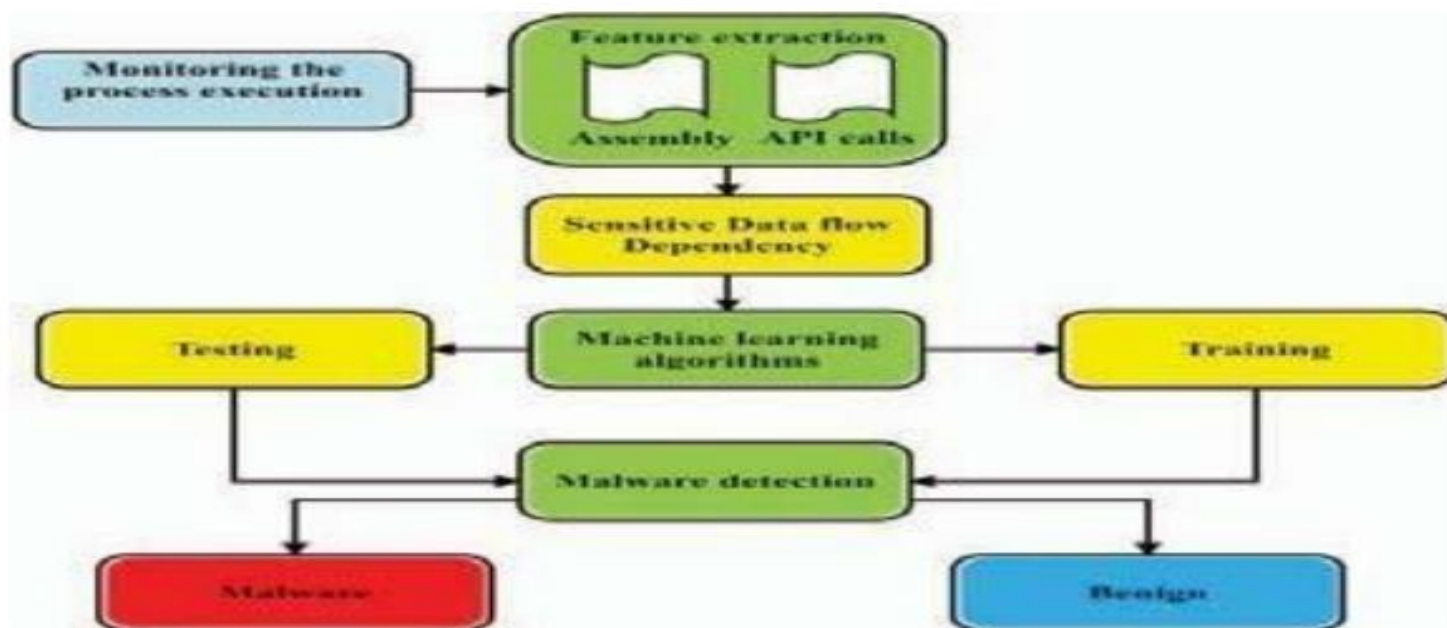 Feature extraction
Monitoring the
process execution
Assembly API calls
Sensitive Data flow
Dependency
Testing
Machine learning
algorithms
Training
Malware detection
Malware
Benign